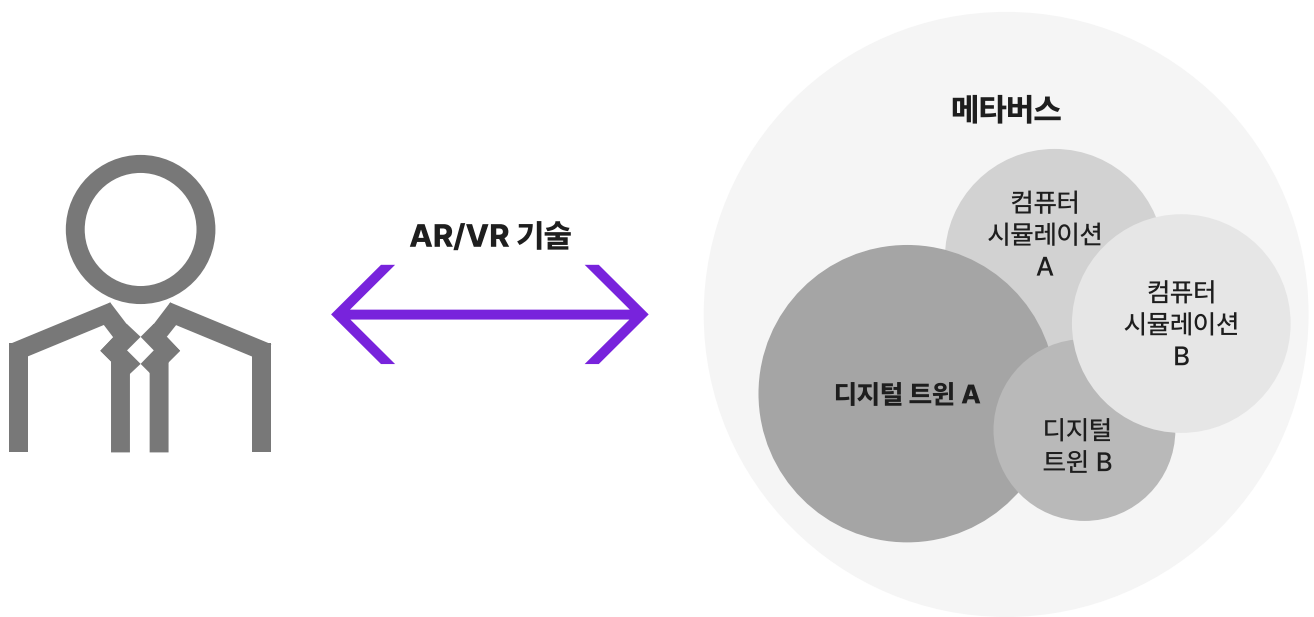 AR/VR 기술
메타버스
컴퓨터
시뮬레이션
A
컴퓨터
시뮬레이션
B
디지털 트윈 A
디지털
트윈 B